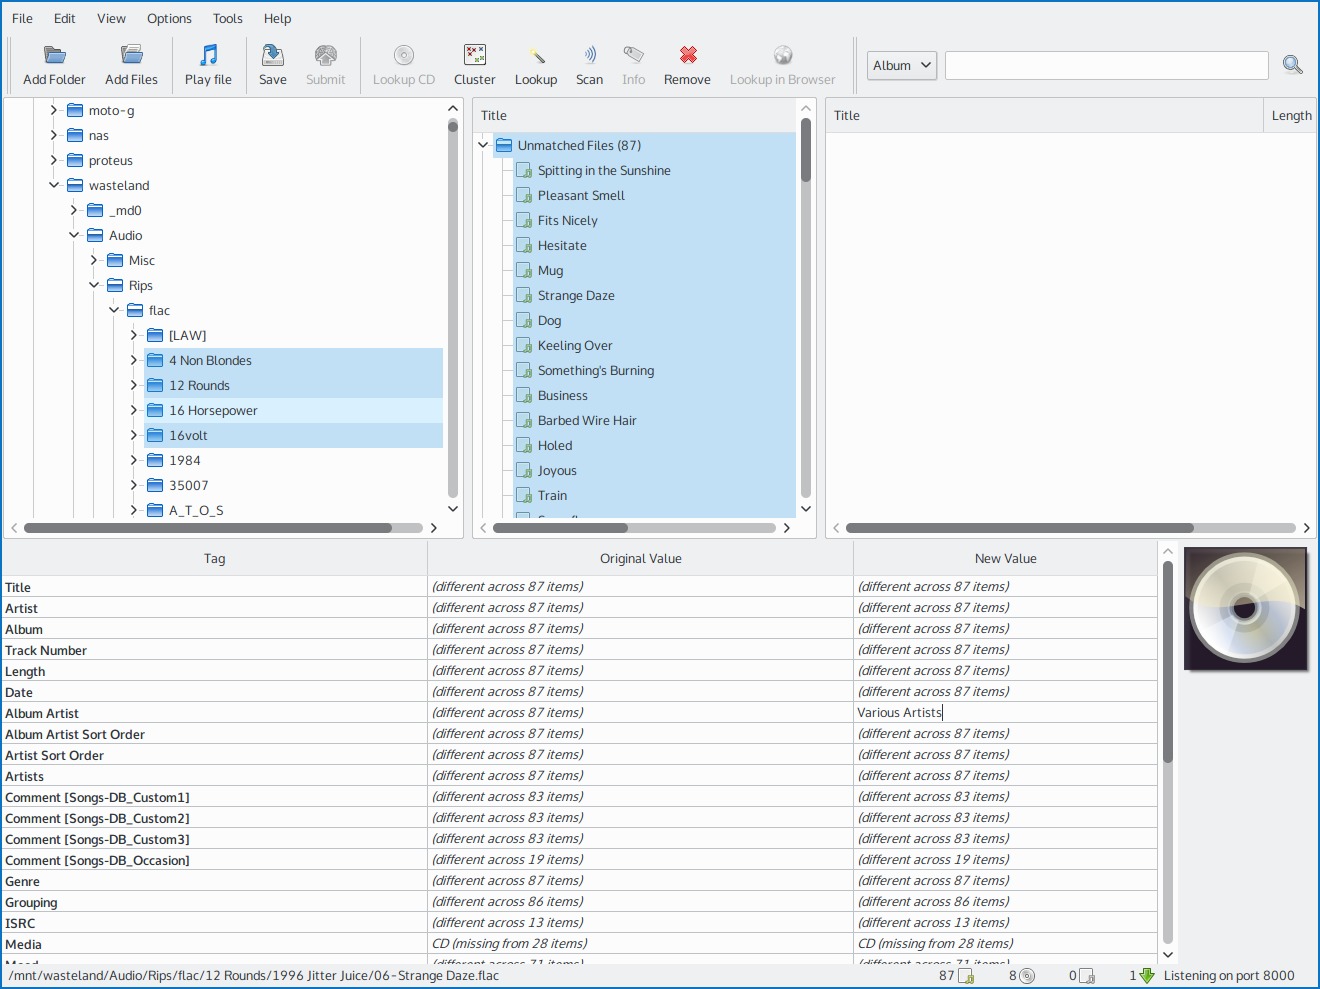 File Edit View Options Tools Help
Add Folder Add Files Play file Save Submit Lookup CD Cluster Lookup Scan Info Remove Lookup in Browser Album
moto-g
nas
proteus
wasteland
_md0
Audio
Misc
Rips
flac
[LAW]
4 Non Blondes
12 Rounds
16 Horsepower
16volt
1984
35007
A_T_O_S
Title
Unmatched Files (87)
Spitting in the Sunshine
Pleasant Smell
Fits Nicely
Hesitate
Mug
Strange Daze
Dog
Keeling Over
Something's Burning
Business
Barbed Wire Hair
Holed
Joyous
Train
Title Length
Tag Original Value New Value
Title (different across 87 items) (different across 87 items)
Artist (different across 87 items) (different across 87 items)
Album (different across 87 items) (different across 87 items)
Track Number (different across 87 items) (different across 87 items)
Length (different across 87 items) (different across 87 items)
Date (different across 87 items) (different across 87 items)
Album Artist (different across 87 items) Various Artists
Album Artist Sort Order (different across 87 items) (different across 87 items)
Artist Sort Order (different across 87 items) (different across 87 items)
Artists (different across 87 items) (different across 87 items)
Comment [Songs-DB_Custom1] (different across 83 items) (different across 83 items)
Comment [Songs-DB_Custom2] (different across 83 items) (different across 83 items)
Comment [Songs-DB_Custom3] (different across 83 items) (different across 83 items)
Comment [Songs-DB_Occasion] (different across 19 items) (different across 19 items)
Genre (different across 87 items) (different across 87 items)
Grouping (different across 86 items) (different across 86 items)
ISRC (different across 13 items) (different across 13 items)
Media CD (missing from 28 items) CD (missing from 28 items)
Mood (different across 71 items) (different across 71 items)
/mnt/wasteland/Audio/Rips/flac/12 Rounds/1996 Jitter Juice/06-Strange Daze.flac 87 8 0 1 Listening on port 8000